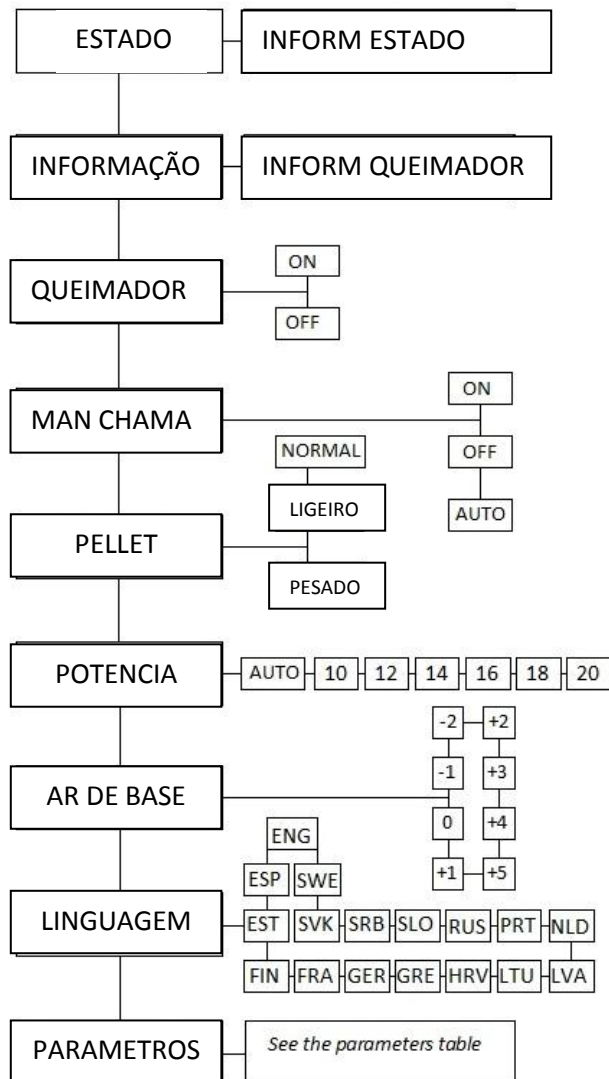 ESTADO
INFORM ESTADO
INFORMAÇÃO
INFORM QUEIMADOR
QUEIMADOR
ON
OFF
MAN CHAMA
ON
OFF
AUTO
PELLET
NORMAL
LIGEIRO
PESADO
POTENCIA
AUTO 10 12 14 16 18 20
AR DE BASE
-2 +2
-1 +3
0 +4
+1 +5
LINGUAGEM
ENG
ESP SWE
EST SVK SRB SLO RUS PRT NLD
FIN FRA GER GRE HRV LTU LVA
PARAMETROS
See the parameters table